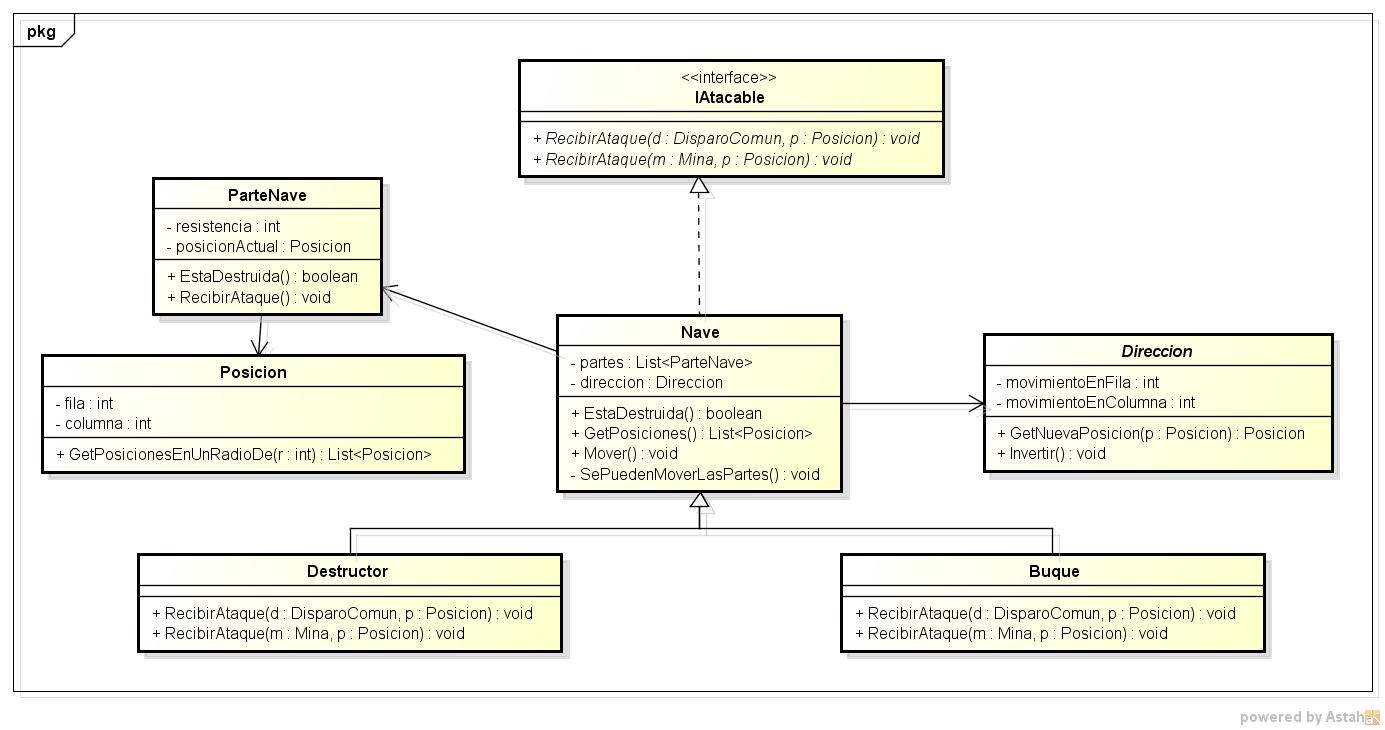 pkg
<<interface>>
IAtacable
+ RecibirAtaque(d : DisparoComun, p : Posicion) : void
+ RecibirAtaque(m : Mina, p : Posicion) : void
ParteNave
- resistencia : int
- posicionActual : Posicion
+ EstaDestruida() : boolean
+ RecibirAtaque() : void
Nave
- partes : List<ParteNave>
- direccion : Direccion
+ EstaDestruida() : boolean
+ GetPosiciones() : List<Posicion>
+ Mover() : void
- SePuedenMoverLasPartes() : void
Direccion
- movimientoEnFila : int
- movimientoEnColumna : int
+ GetNuevaPosicion(p : Posicion) : Posicion
+ Invertir() : void
Posicion
- fila : int
- columna : int
+ GetPosicionesEnUnRadioDe(r : int) : List<Posicion>
Destructor
+ RecibirAtaque(d : DisparoComun, p : Posicion) : void
+ RecibirAtaque(m : Mina, p : Posicion) : void
Buque
+ RecibirAtaque(d : DisparoComun, p : Posicion) : void
+ RecibirAtaque(m : Mina, p : Posicion) : void
powered by Astah